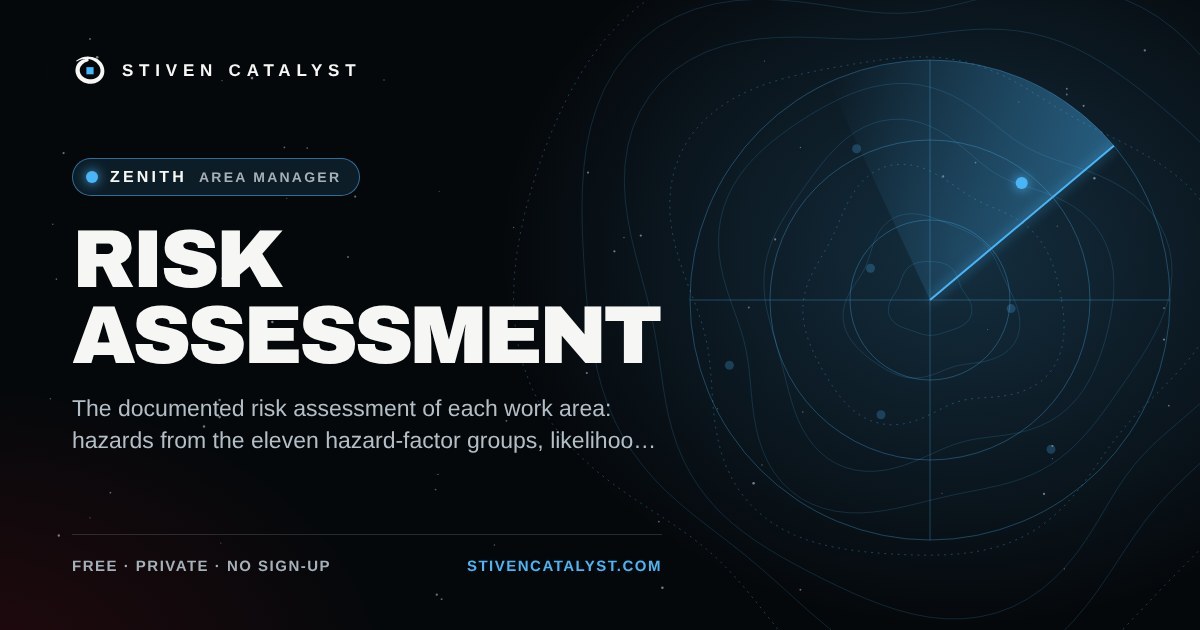 STIVEN CATALYST
ZENITH AREA MANAGER
RISK
ASSESSMENT
The documented risk assessment of each work area:
hazards from the eleven hazard-factor groups, likelihoo…
FREE · PRIVATE · NO SIGN-UP
STIVENCATALYST.COM